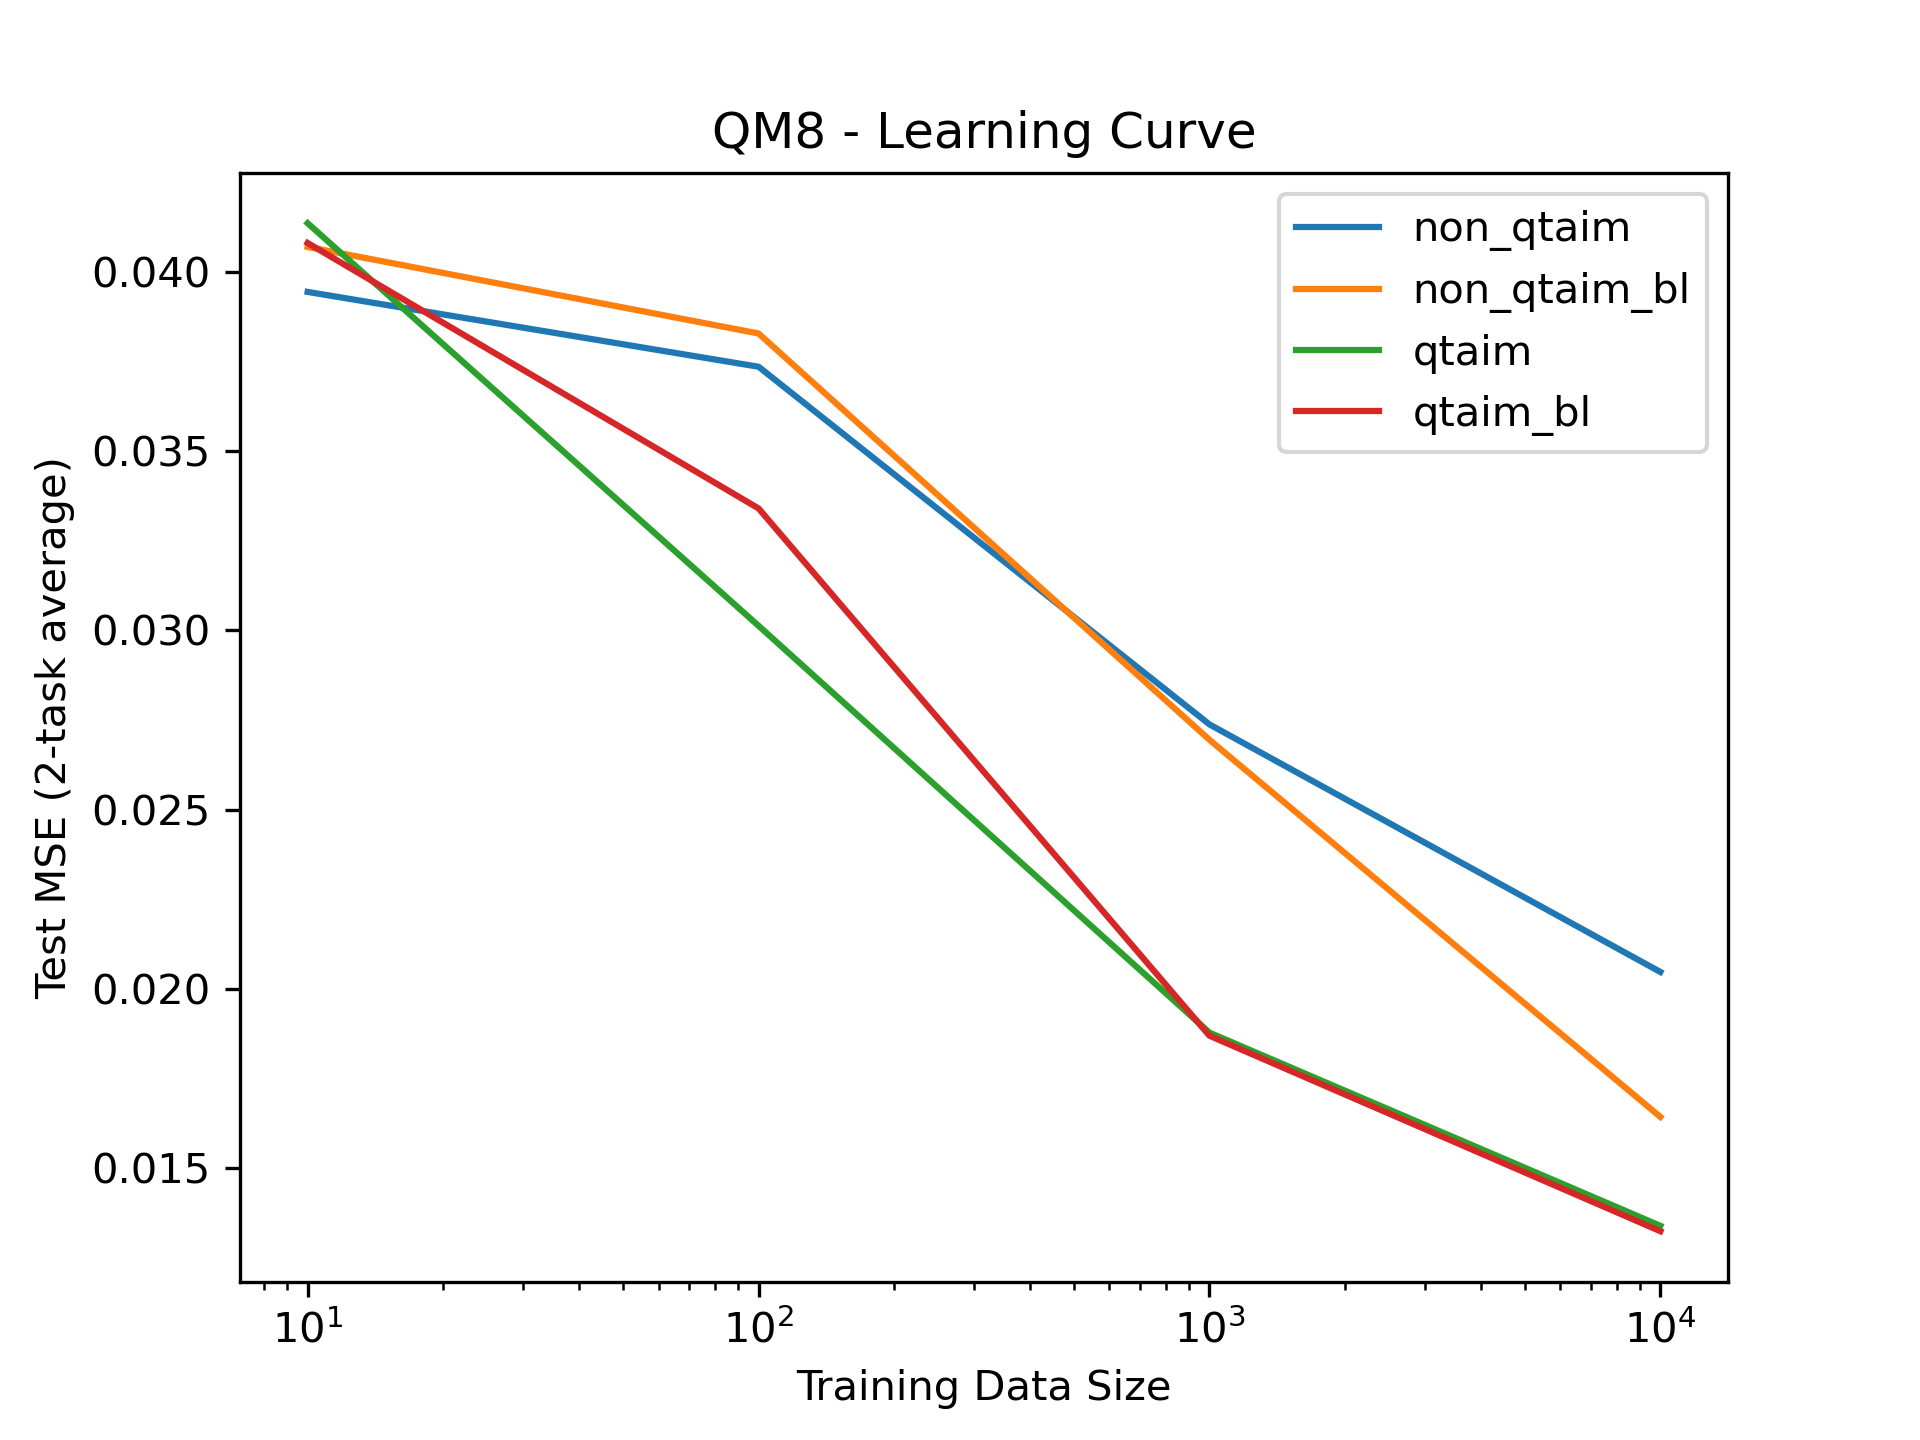 QM8 - Learning Curve
non_qtaim
non_qtaim_bl
qtaim
qtaim_bl
Test MSE (2-task average)
0.040
0.035
0.030
0.025
0.020
0.015
10¹ 10² 10³ 10⁴
Training Data Size